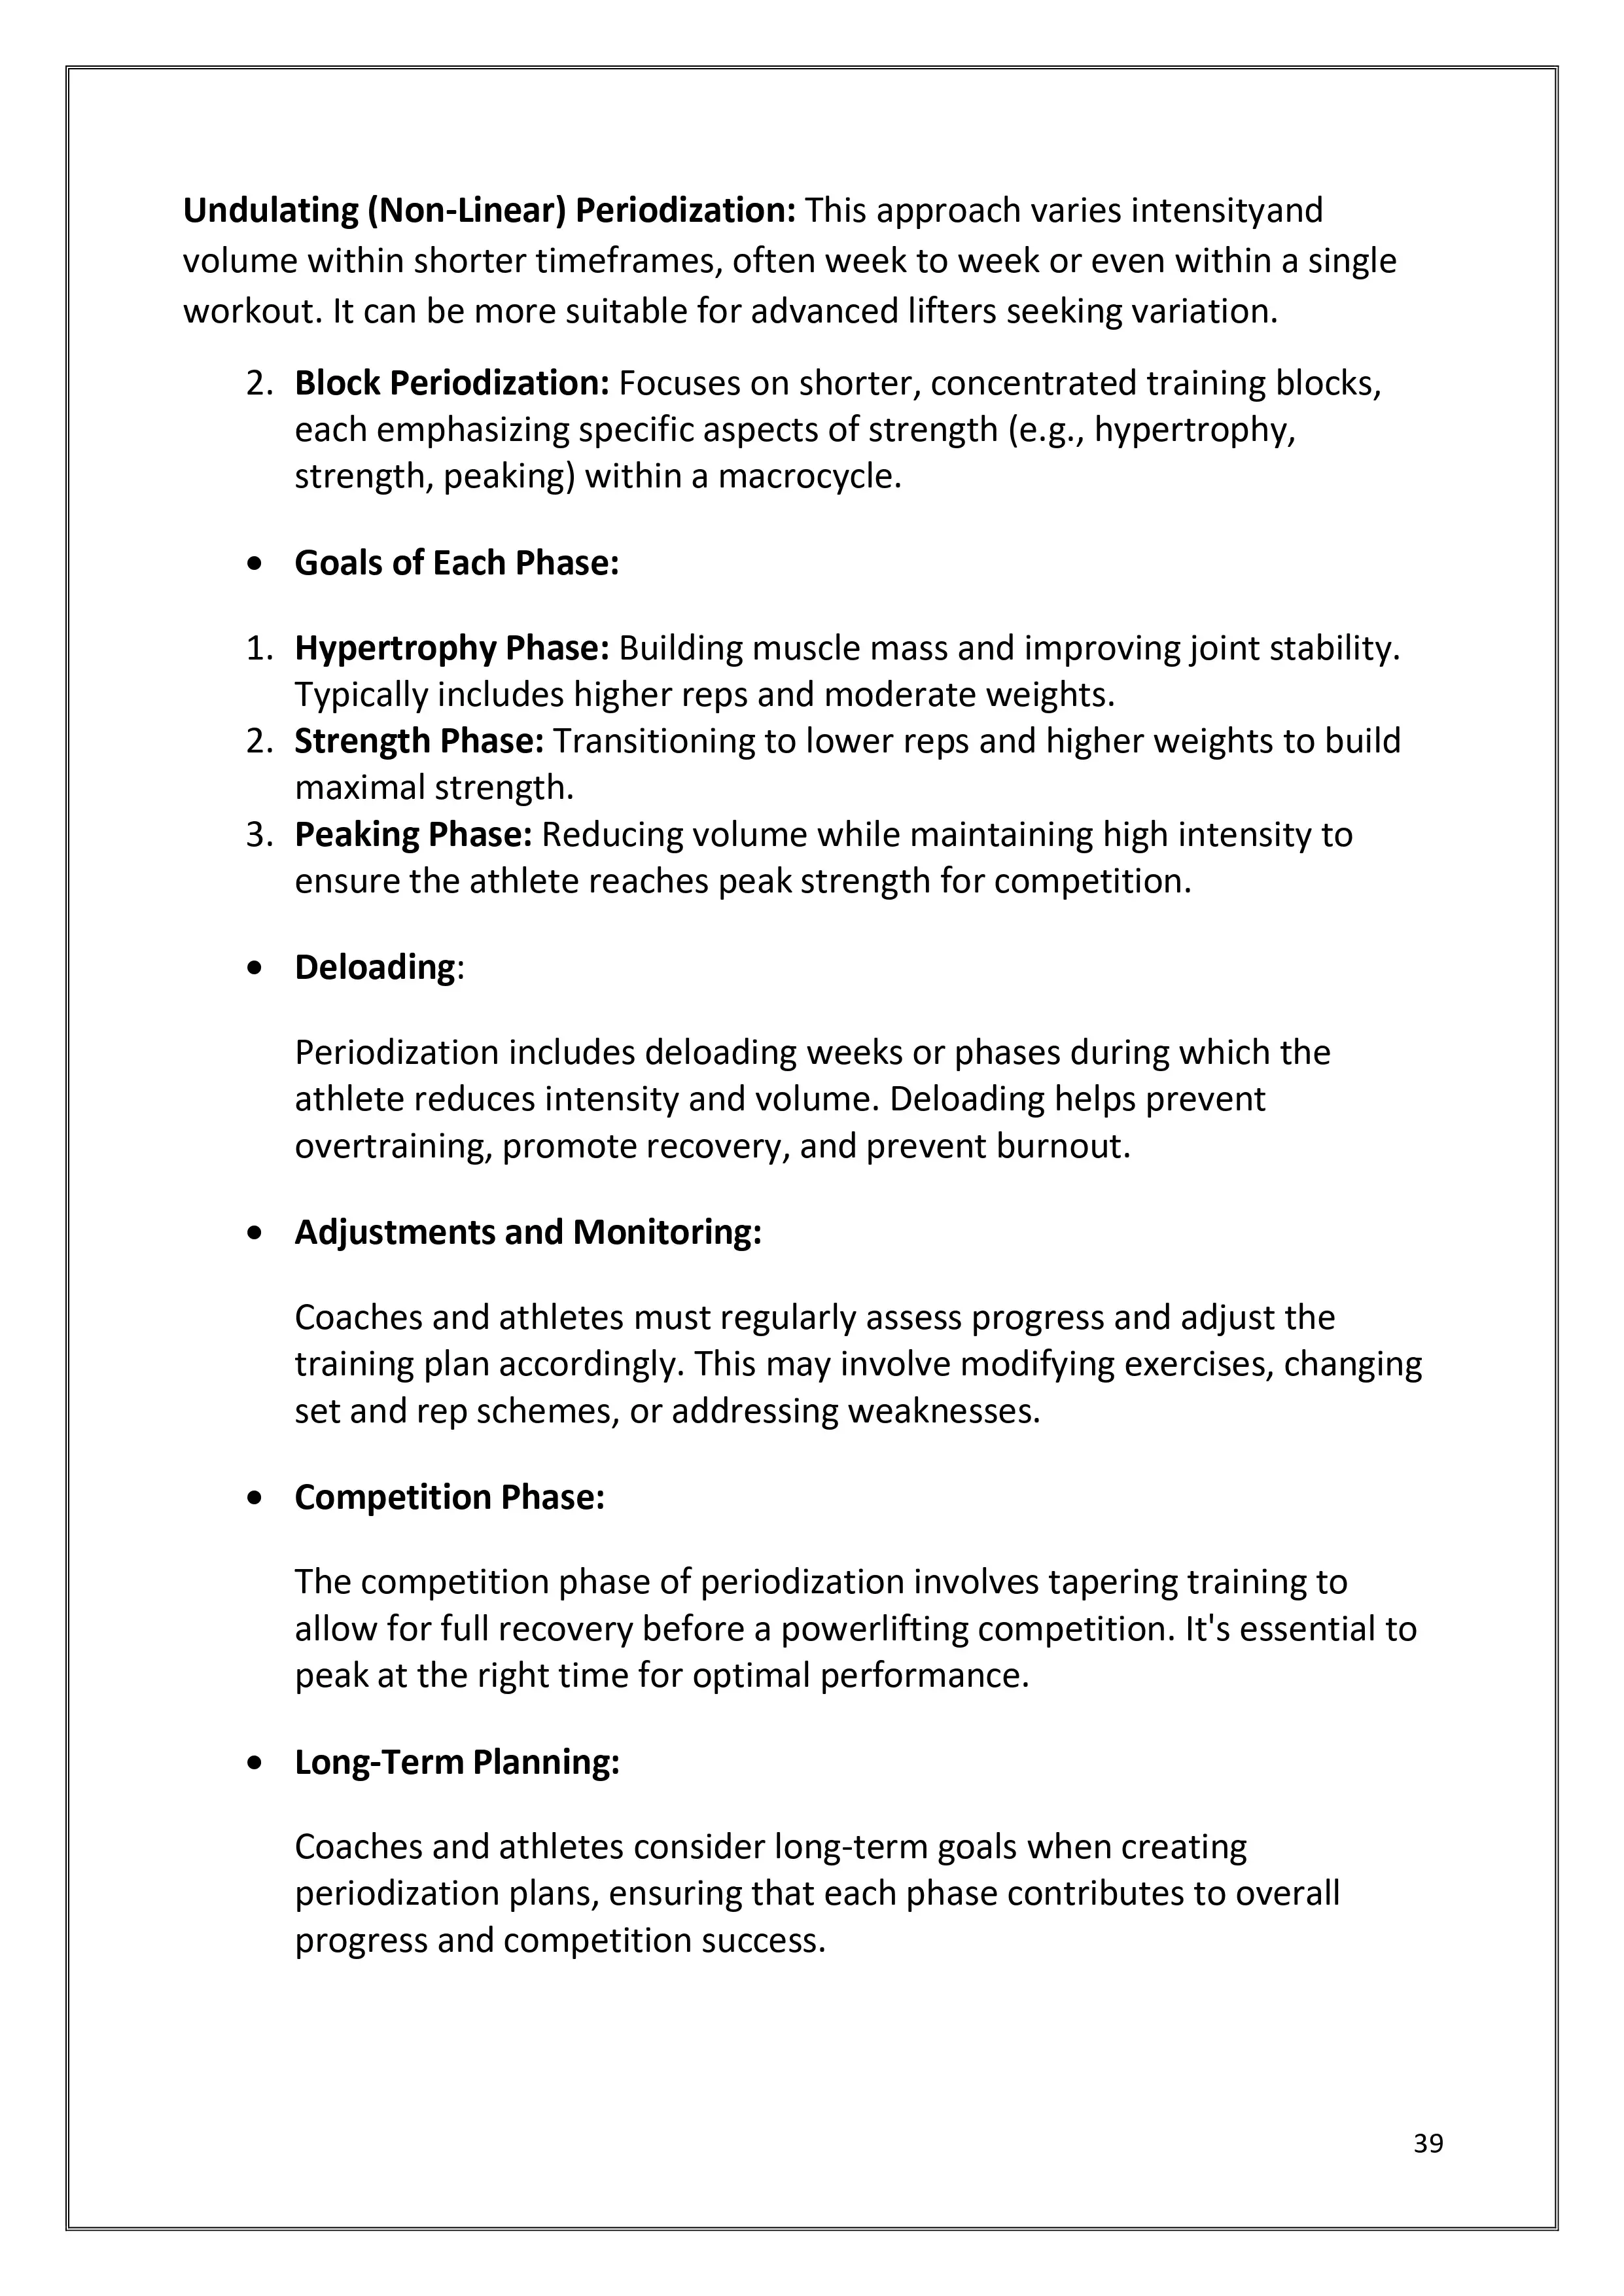 Undulating (Non-Linear) Periodization: This approach varies intensityand
volume within shorter timeframes, often week to week or even within a single
workout. It can be more suitable for advanced lifters seeking variation.
2. Block Periodization: Focuses on shorter, concentrated training blocks,
each emphasizing specific aspects of strength (e.g., hypertrophy,
strength, peaking) within a macrocycle.
• Goals of Each Phase:
1. Hypertrophy Phase: Building muscle mass and improving joint stability.
Typically includes higher reps and moderate weights.
2. Strength Phase: Transitioning to lower reps and higher weights to build
maximal strength.
3. Peaking Phase: Reducing volume while maintaining high intensity to
ensure the athlete reaches peak strength for competition.
• Deloading:
Periodization includes deloading weeks or phases during which the
athlete reduces intensity and volume. Deloading helps prevent
overtraining, promote recovery, and prevent burnout.
• Adjustments and Monitoring:
Coaches and athletes must regularly assess progress and adjust the
training plan accordingly. This may involve modifying exercises, changing
set and rep schemes, or addressing weaknesses.
• Competition Phase:
The competition phase of periodization involves tapering training to
allow for full recovery before a powerlifting competition. It's essential to
peak at the right time for optimal performance.
• Long-Term Planning:
Coaches and athletes consider long-term goals when creating
periodization plans, ensuring that each phase contributes to overall
progress and competition success.
39